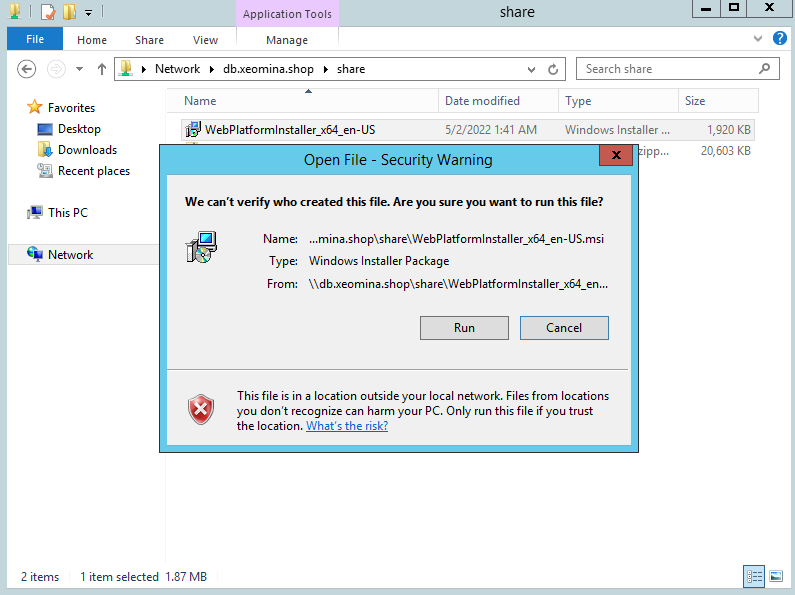 Application Tools
share
File
Home
Share
View
Manage
Network
db.xeomina.shop
share
Search share
Name
Date modified
Type
Size
Favorites
Desktop
Downloads
Recent places
This PC
Network
WebPlatformInstaller_x64_en-US
5/2/2022 1:41 AM
Windows Installer ...
1,920 KB
zipp...
20,603 KB
Open File - Security Warning
We can't verify who created this file. Are you sure you want to run this file?
Name: ...mina.shop\share\WebPlatformInstaller_x64_en-US.msi
Type: Windows Installer Package
From: \\db.xeomina.shop\share\WebPlatformInstaller_x64_en...
Run
Cancel
This file is in a location outside your local network. Files from locations
you don't recognize can harm your PC. Only run this file if you trust
the location. What's the risk?
2 items
1 item selected 1.87 MB